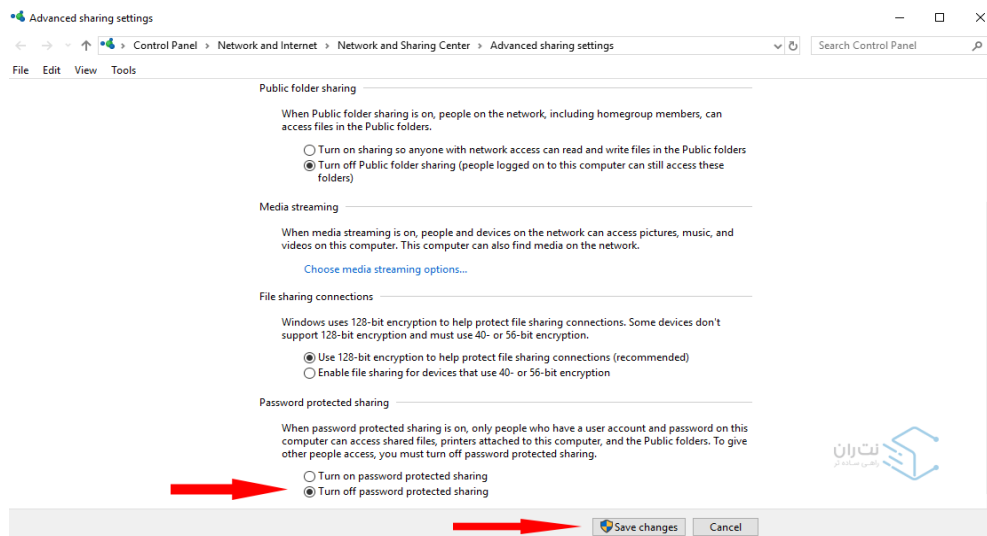 Advanced sharing settings
Control Panel > Network and Internet > Network and Sharing Center > Advanced sharing settings
Search Control Panel
File Edit View Tools
Public folder sharing
When Public folder sharing is on, people on the network, including homegroup members, can
access files in the Public folders.
Turn on sharing so anyone with network access can read and write files in the Public folders
Turn off Public folder sharing (people logged on to this computer can still access these
folders)
Media streaming
When media streaming is on, people and devices on the network can access pictures, music, and
videos on this computer. This computer can also find media on the network.
Choose media streaming options...
File sharing connections
Windows uses 128-bit encryption to help protect file sharing connections. Some devices don't
support 128-bit encryption and must use 40- or 56-bit encryption.
Use 128-bit encryption to help protect file sharing connections (recommended)
Enable file sharing for devices that use 40- or 56-bit encryption
Password protected sharing
When password protected sharing is on, only people who have a user account and password on this
computer can access shared files, printers attached to this computer, and the Public folders. To give
other people access, you must turn off password protected sharing.
Turn on password protected sharing
Turn off password protected sharing
نت ران
راهی ساده تر
Save changes Cancel